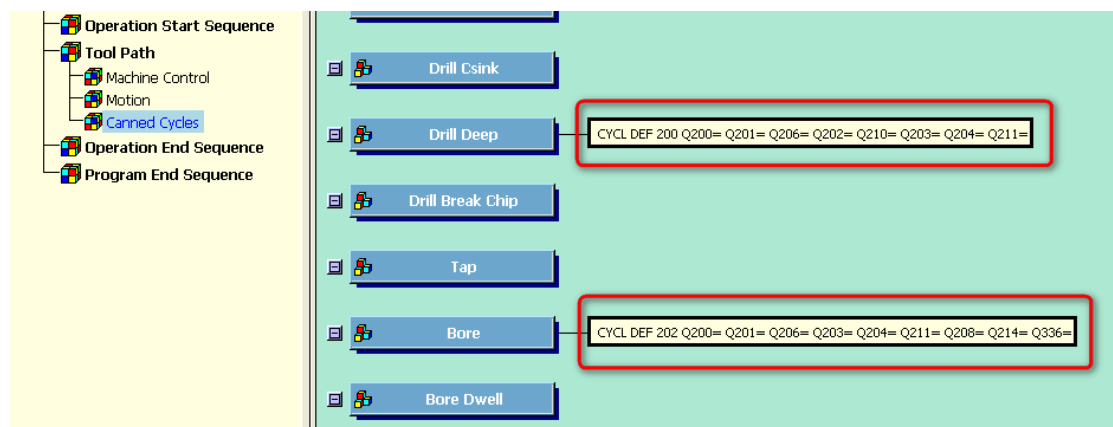 Operation Start Sequence
Tool Path
Machine Control
Motion
Canned Cycles
Operation End Sequence
Program End Sequence
Drill Csink
Drill Deep
CYCL DEF 200 Q200= Q201= Q206= Q202= Q210= Q203= Q204= Q211=
Drill Break Chip
Tap
Bore
CYCL DEF 202 Q200= Q201= Q206= Q203= Q204= Q211= Q208= Q214= Q336=
Bore Dwell